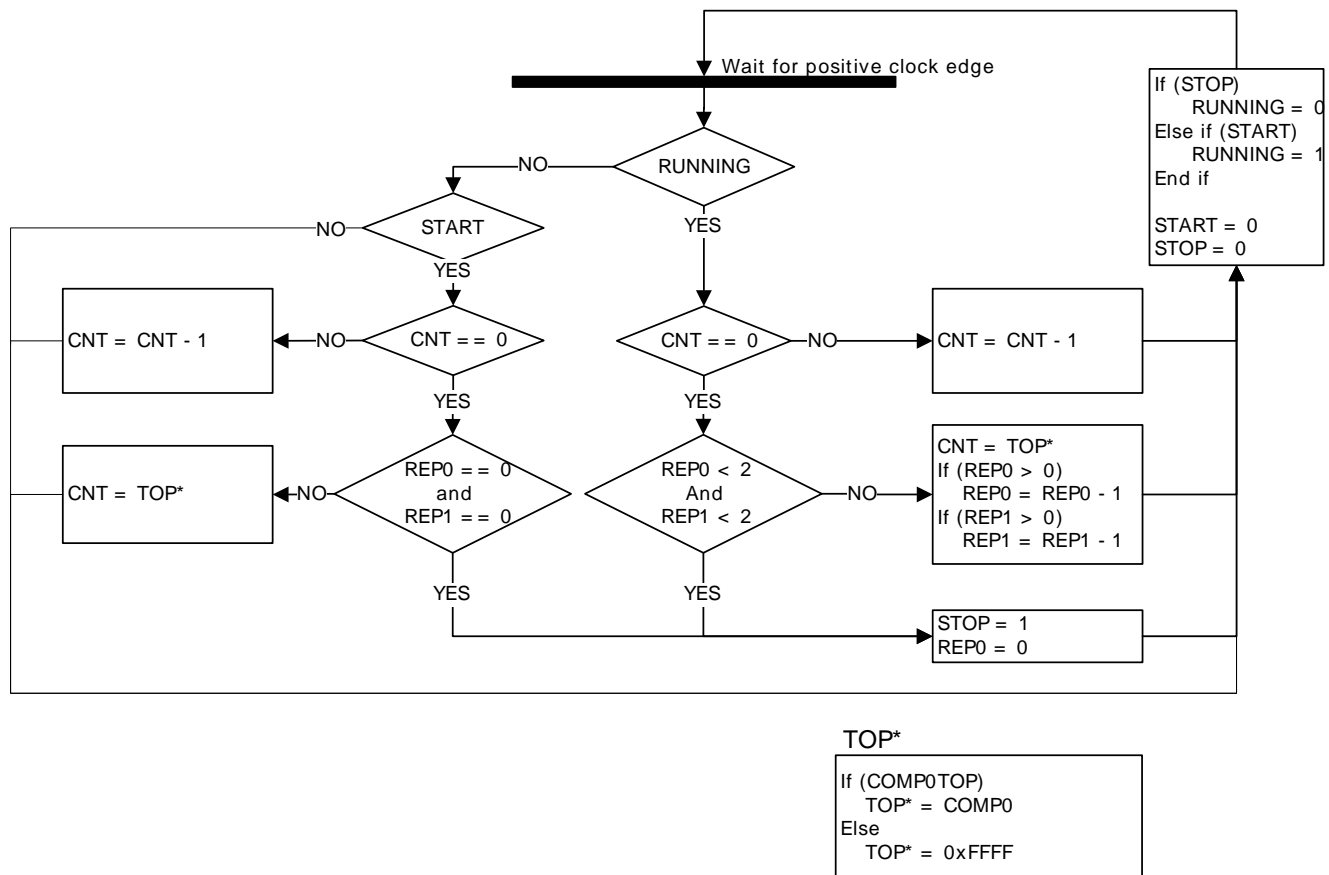 Wait for positive clock edge
If (STOP)
RUNNING = 0
Else if (START)
RUNNING = 1
End if
START = 0
STOP = 0
RUNNING
NO
YES
START
NO
YES
CNT = CNT - 1
NO
CNT == 0
YES
CNT == 0
NO
YES
CNT = CNT - 1
CNT = TOP*
NO
REP0 == 0
and
REP1 == 0
YES
REP0 < 2
And
REP1 < 2
NO
YES
CNT = TOP*
If (REP0 > 0)
REP0 = REP0 - 1
If (REP1 > 0)
REP1 = REP1 - 1
STOP = 1
REP0 = 0
TOP*
If (COMP0TOP)
TOP* = COMP0
Else
TOP* = 0xFFFF